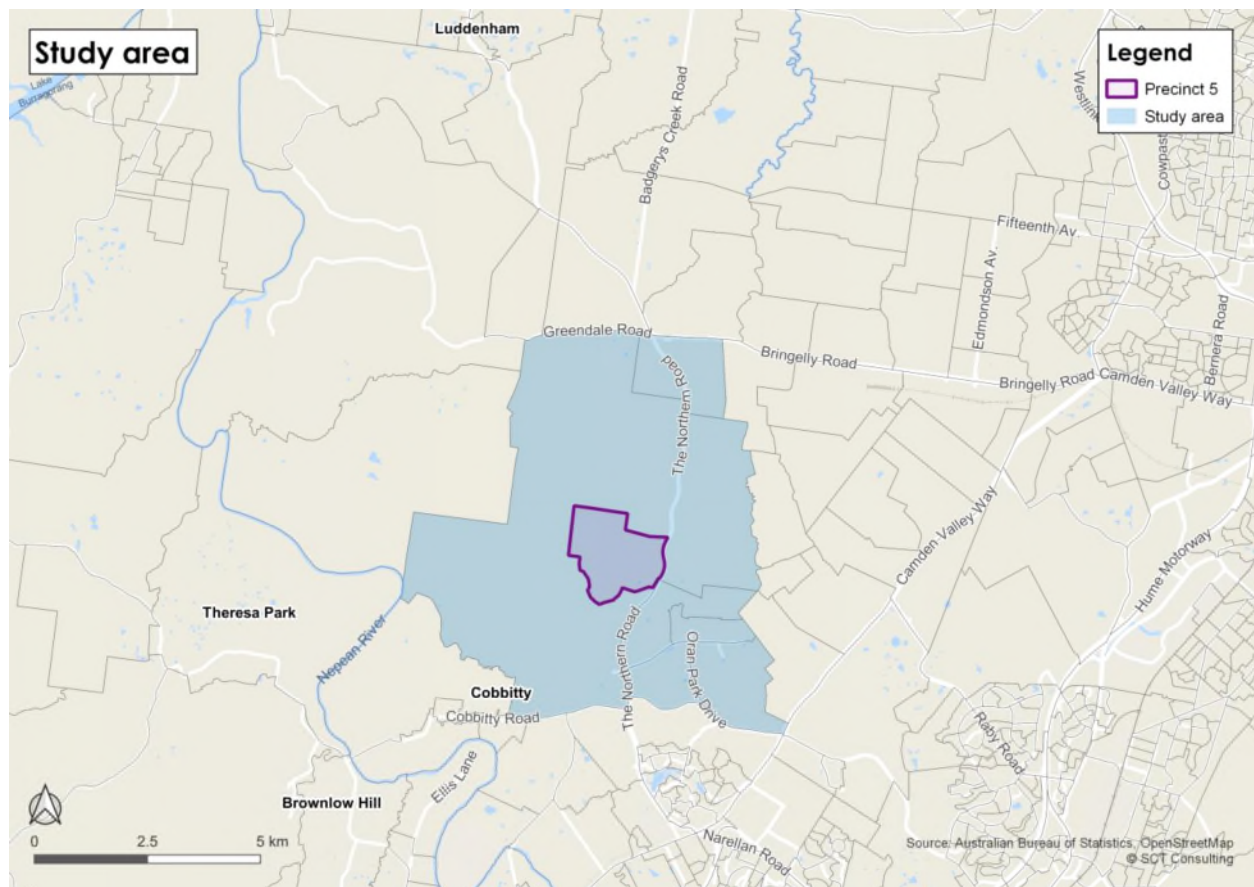 Study area
Luddenham
Legend
Precinct 5
Study area
Lake
Burragorang
Badgerys Creek Road
Westlink
Cowpast
Fifteenth Av.
Edmondson Av.
Bernera Road
Greendale Road
Bringelly Road
Bringelly Road
Camden Valley Way
The Northern Road
Camden Valley Way
Hume Motorway
Theresa Park
Nepean River
The Northern Road
Oran Park Drive
Cobbitty
Cobbitty Road
Raby Road
Ellis Lane
Brownlow Hill
Narellan Road
0
2.5
5 km
Source: Australian Bureau of Statistics, OpenStreetMap
© SCT Consulting